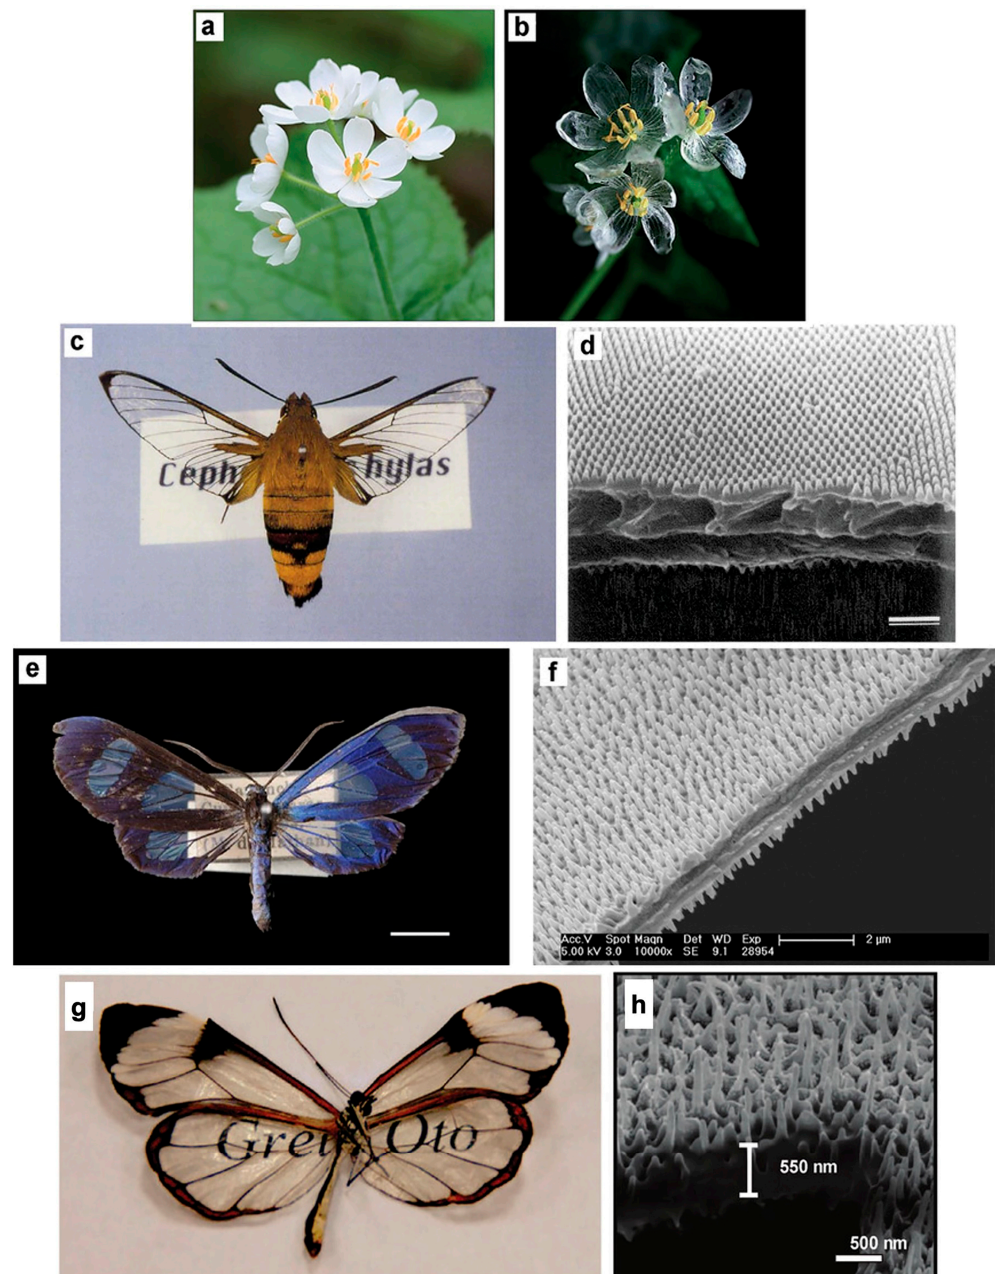 a
b
c
Ceph hylas
d
e
f
Acc.V Spot Magn Det WD Exp
5.00 kV 3.0 10000x SE 9.1 28954
2 µm
g
Gre Oto
h
550 nm
500 nm